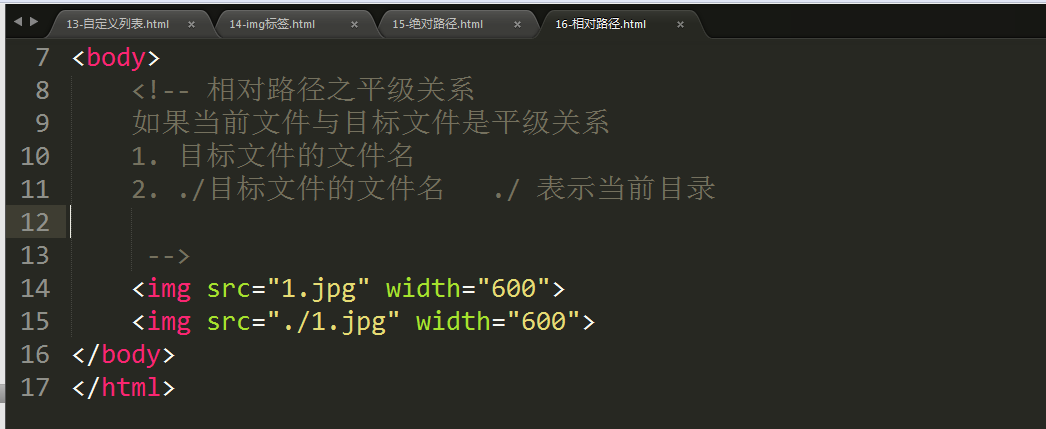 13-自定义列表.html × 14-img标签.html × 15-绝对路径.html × 16-相对路径.html ×
7 <body>
8 <!-- 相对路径之平级关系
9 如果当前文件与目标文件是平级关系
10 1. 目标文件的文件名
11 2. ./目标文件的文件名 ./ 表示当前目录
12
13 -->
14 <img src="1.jpg" width="600">
15 <img src="./1.jpg" width="600">
16 </body>
17 </html>